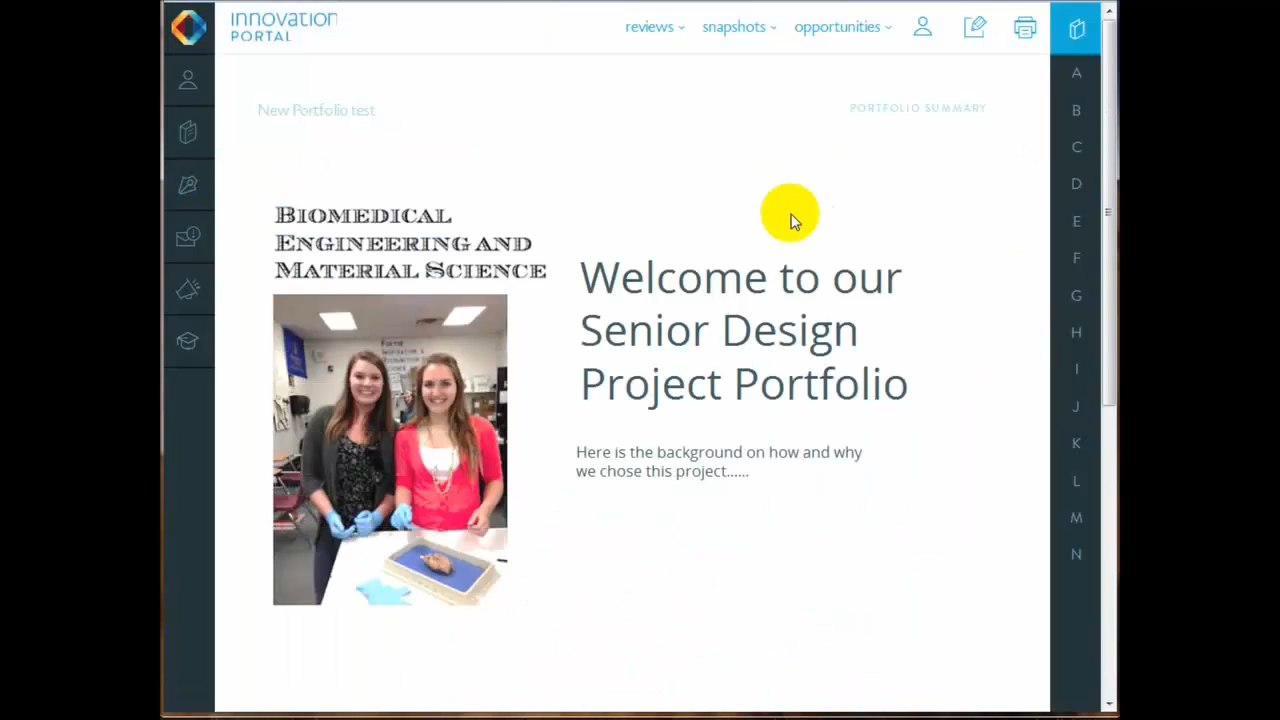 innovation
PORTAL
reviews
snapshots
opportunities
New Portfolio test
PORTFOLIO SUMMARY
BIOMEDICAL
ENGINEERING AND
MATERIAL SCIENCE
Welcome to our
Senior Design
Project Portfolio
Here is the background on how and why
we chose this project......
A
B
C
D
E
F
G
H
I
J
K
L
M
N